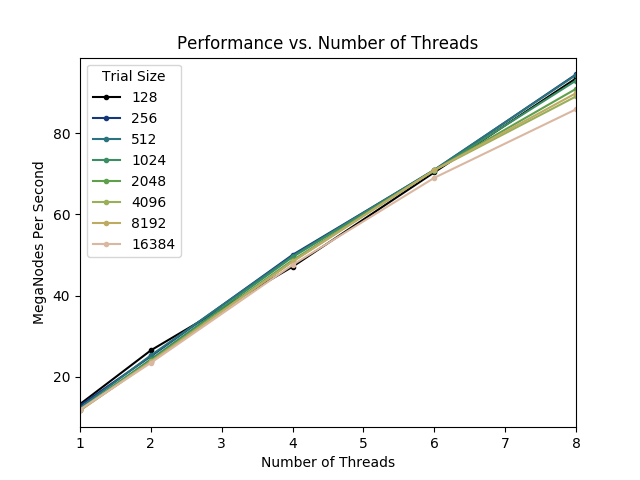 Performance vs. Number of Threads
Trial Size
128
256
512
1024
2048
4096
8192
16384
80
60
40
20
MegaNodes Per Second
1 2 3 4 5 6 7 8
Number of Threads